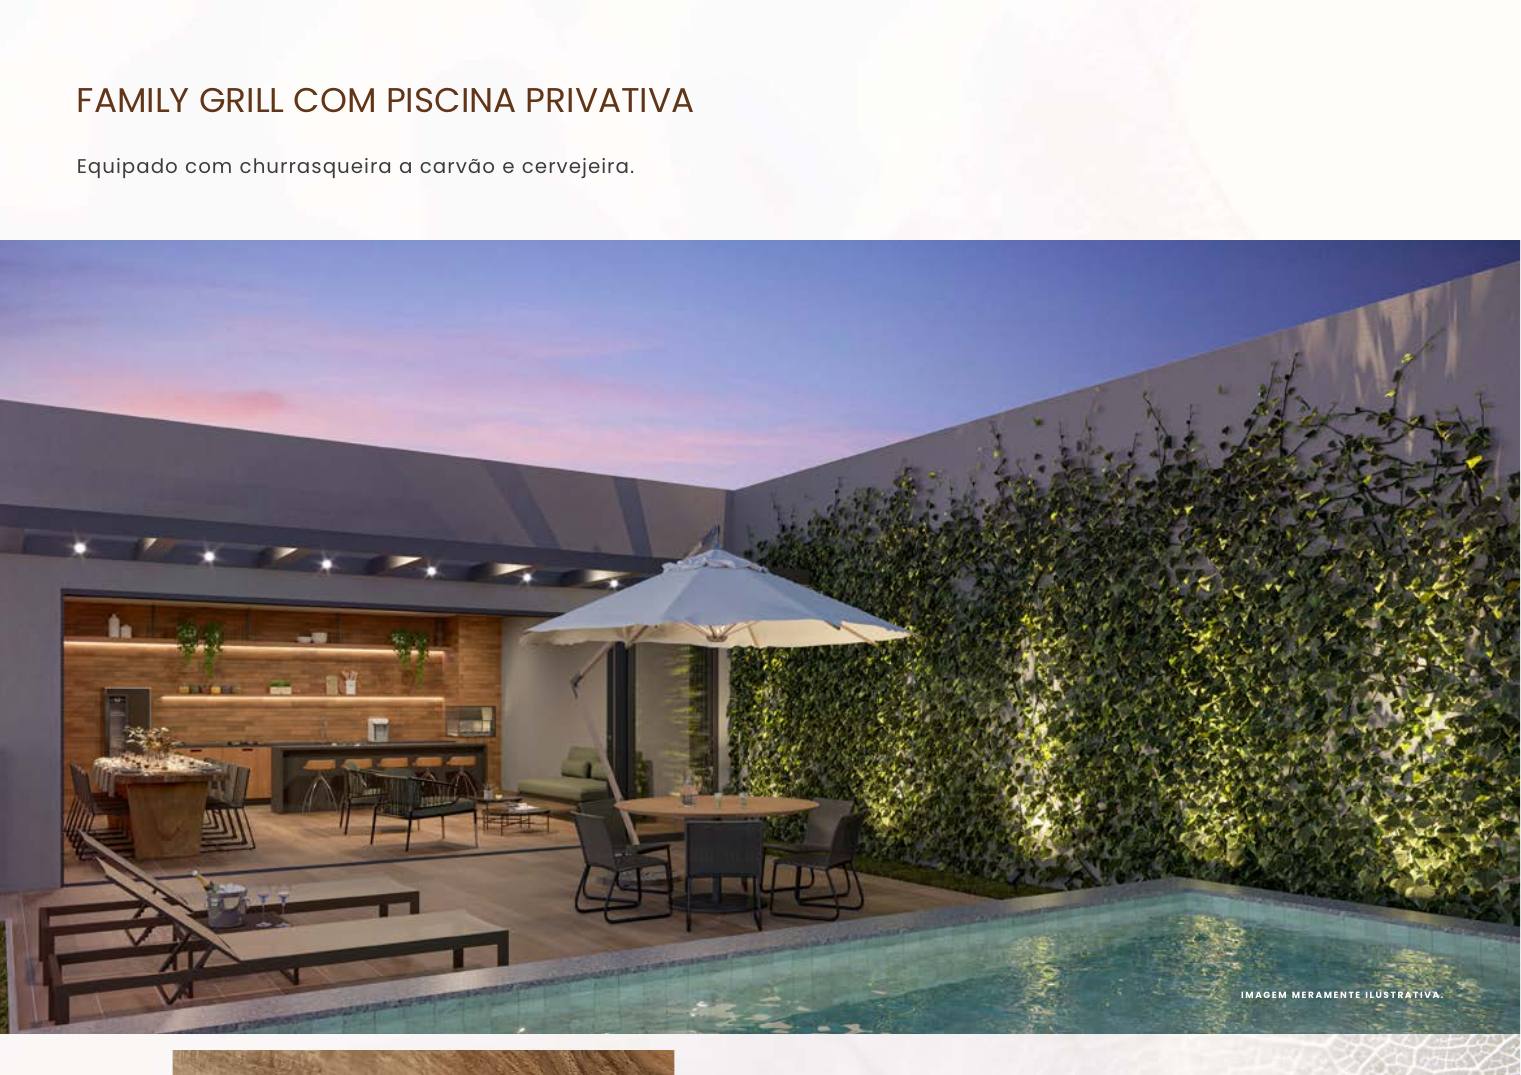 FAMILY GRILL COM PISCINA PRIVATIVA
Equipado com churrasqueira a carvão e cervejeira.
IMAGEM MERAMENTE ILUSTRATIVA.